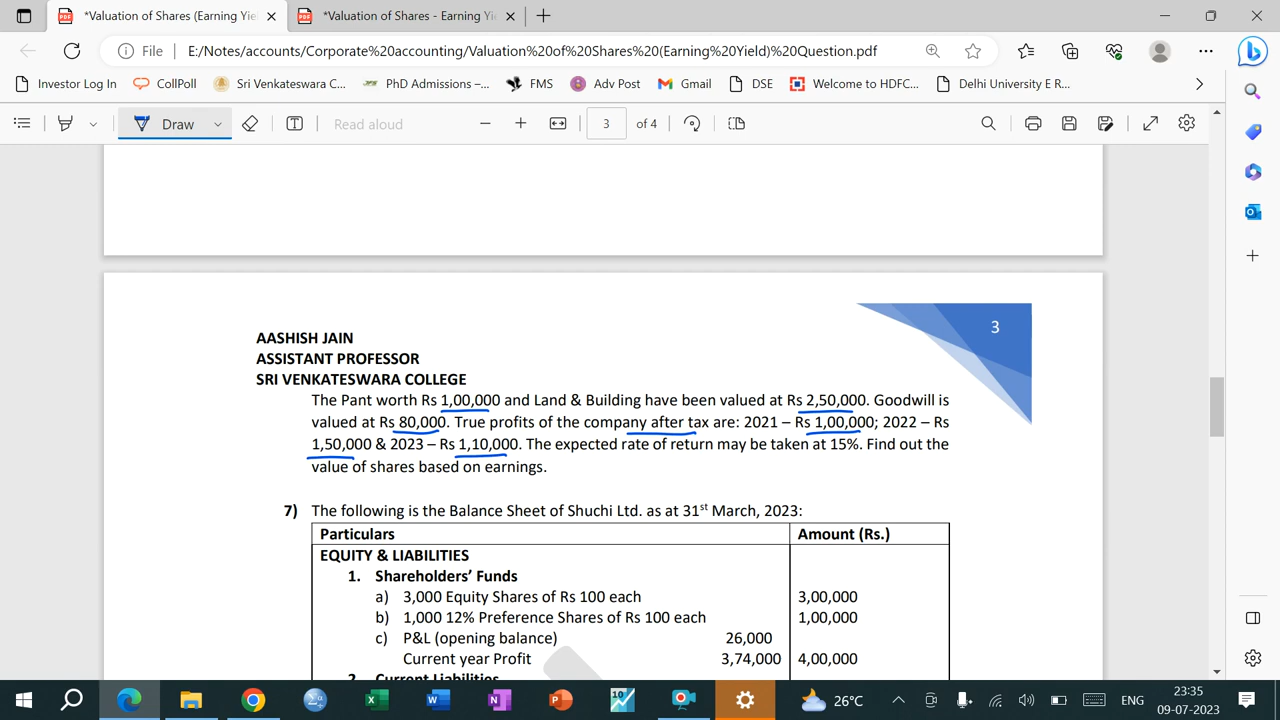 *Valuation of Shares (Earning Yie
*Valuation of Shares - Earning Yi
File E:/Notes/accounts/Corporate%20accounting/Valuation%20of%20Shares%20(Earning%20Yield)%20Question.pdf
Investor Log In CollPoll Sri Venkateswara C... PhD Admissions –... FMS Adv Post Gmail DSE Welcome to HDFC... Delhi University E R...
Draw Read aloud 3 of 4
3
AASHISH JAIN
ASSISTANT PROFESSOR
SRI VENKATESWARA COLLEGE
The Pant worth Rs 1,00,000 and Land & Building have been valued at Rs 2,50,000. Goodwill is
valued at Rs 80,000. True profits of the company after tax are: 2021 – Rs 1,00,000; 2022 – Rs
1,50,000 & 2023 – Rs 1,10,000. The expected rate of return may be taken at 15%. Find out the
value of shares based on earnings.
7) The following is the Balance Sheet of Shuchi Ltd. as at 31st March, 2023:
Particulars Amount (Rs.)
EQUITY & LIABILITIES
1. Shareholders' Funds
a) 3,000 Equity Shares of Rs 100 each 3,00,000
b) 1,000 12% Preference Shares of Rs 100 each 1,00,000
c) P&L (opening balance) 26,000
Current year Profit 3,74,000 4,00,000
2. Current Liabilities
26°C ENG 23:35
09-07-2023